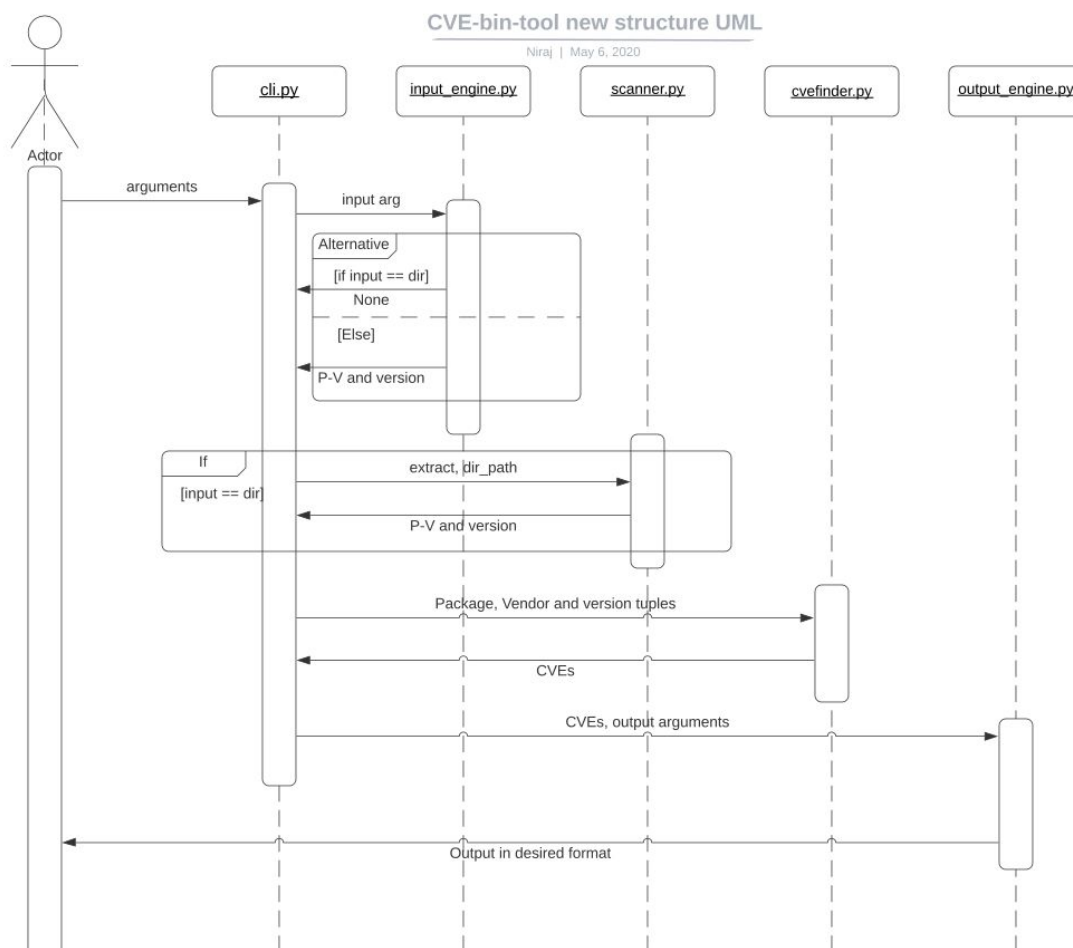 CVE-bin-tool new structure UML
Niraj | May 6, 2020
cli.py
input_engine.py
scanner.py
cvefinder.py
output_engine.py
Actor
arguments
input arg
Alternative
[if input == dir]
None
[Else]
P-V and version
If
extract, dir_path
[input == dir]
P-V and version
Package, Vendor and version tuples
CVEs
CVEs, output arguments
Output in desired format